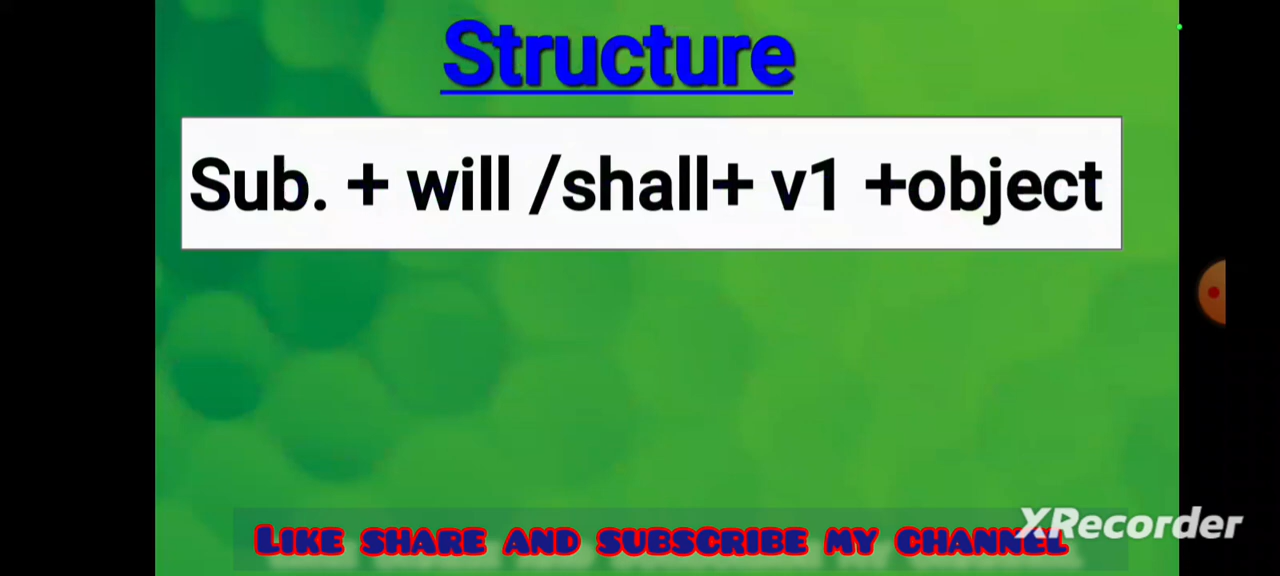 Structure
Sub. + will /shall+ v1 +object
XRecorder
LIKE SHARE AND SUBSCRIBE MY CHANNEL